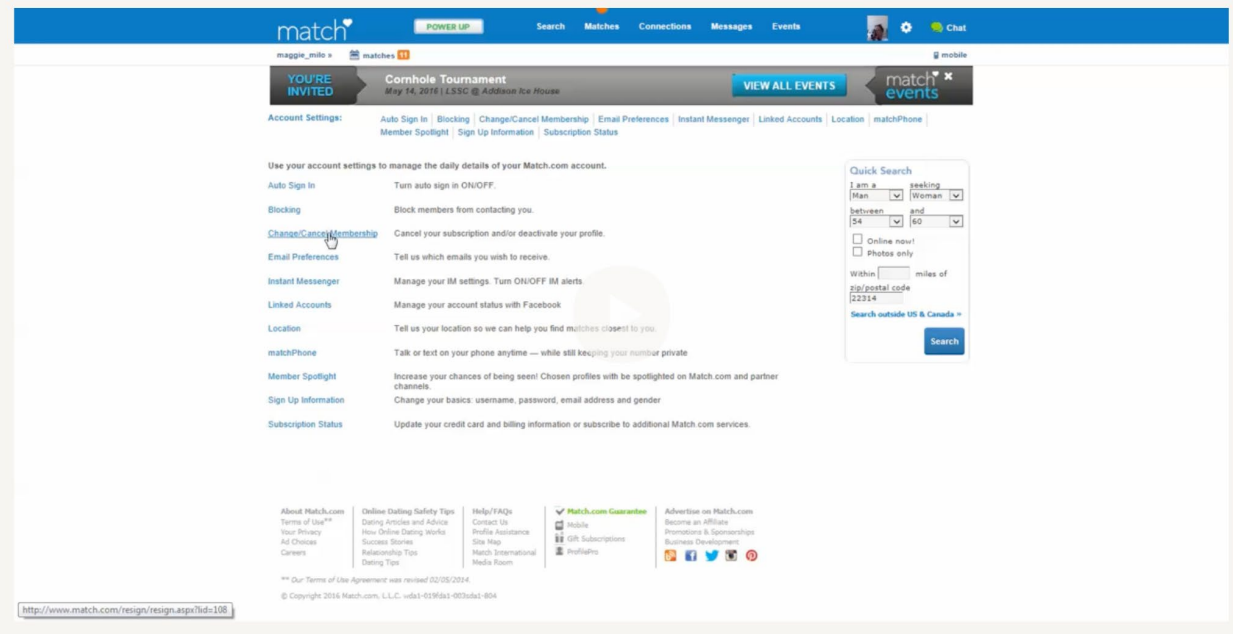 match
POWER UP
Search Matches Connections Messages Events
Chat
maggie_milo »
matches 11
mobile
YOU'RE
INVITED
Cornhole Tournament
May 14, 2016 | LSSC @ Addison Ice House
VIEW ALL EVENTS
match
events
Account Settings:
Auto Sign In | Blocking | Change/Cancel Membership | Email Preferences | Instant Messenger | Linked Accounts | Location | matchPhone |
Member Spotlight | Sign Up Information | Subscription Status
Use your account settings to manage the daily details of your Match.com account.
Auto Sign In Turn auto sign in ON/OFF.
Blocking Block members from contacting you.
Change/Cancel Membership Cancel your subscription and/or deactivate your profile.
Email Preferences Tell us which emails you wish to receive.
Instant Messenger Manage your IM settings. Turn ON/OFF IM alerts.
Linked Accounts Manage your account status with Facebook
Location Tell us your location so we can help you find matches closest to you.
matchPhone Talk or text on your phone anytime — while still keeping your number private
Member Spotlight Increase your chances of being seen! Chosen profiles with be spotlighted on Match.com and partner
channels.
Sign Up Information Change your basics: username, password, email address and gender
Subscription Status Update your credit card and billing information or subscribe to additional Match.com services.
Quick Search
I am a seeking
Man Woman
between and
54 60
Online now!
Photos only
Within miles of
zip/postal code
22314
Search outside US & Canada »
Search
About Match.com
Terms of Use**
Your Privacy
Ad Choices
Careers
Online Dating Safety Tips
Dating Articles and Advice
How Online Dating Works
Success Stories
Relationship Tips
Dating Tips
Help/FAQs
Contact Us
Profile Assistance
Site Map
Match International
Media Room
Match.com Guarantee
Mobile
Gift Subscriptions
ProfilePro
Advertise on Match.com
Become an Affiliate
Promotions & Sponsorships
Business Development
** Our Terms of Use Agreement was revised 02/05/2014.
© Copyright 2016 Match.com, L.L.C. wda1-019fda1-003sda1-804
http://www.match.com/resign/resign.aspx?lid=108